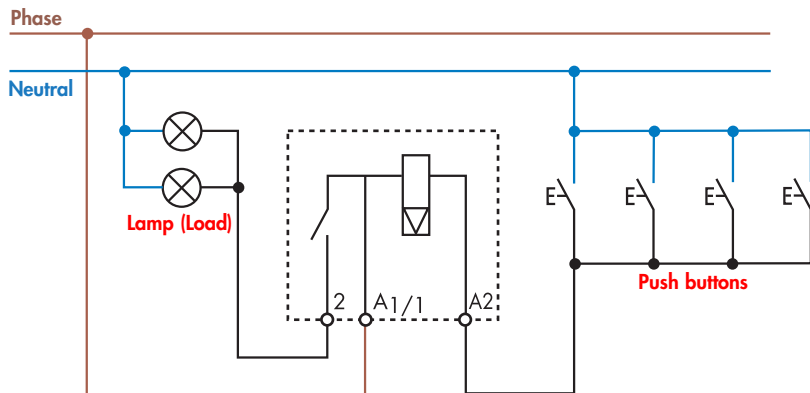 Phase
Neutral
Lamp (Load)
2
A1/1
A2
E
E
E
E
Push buttons